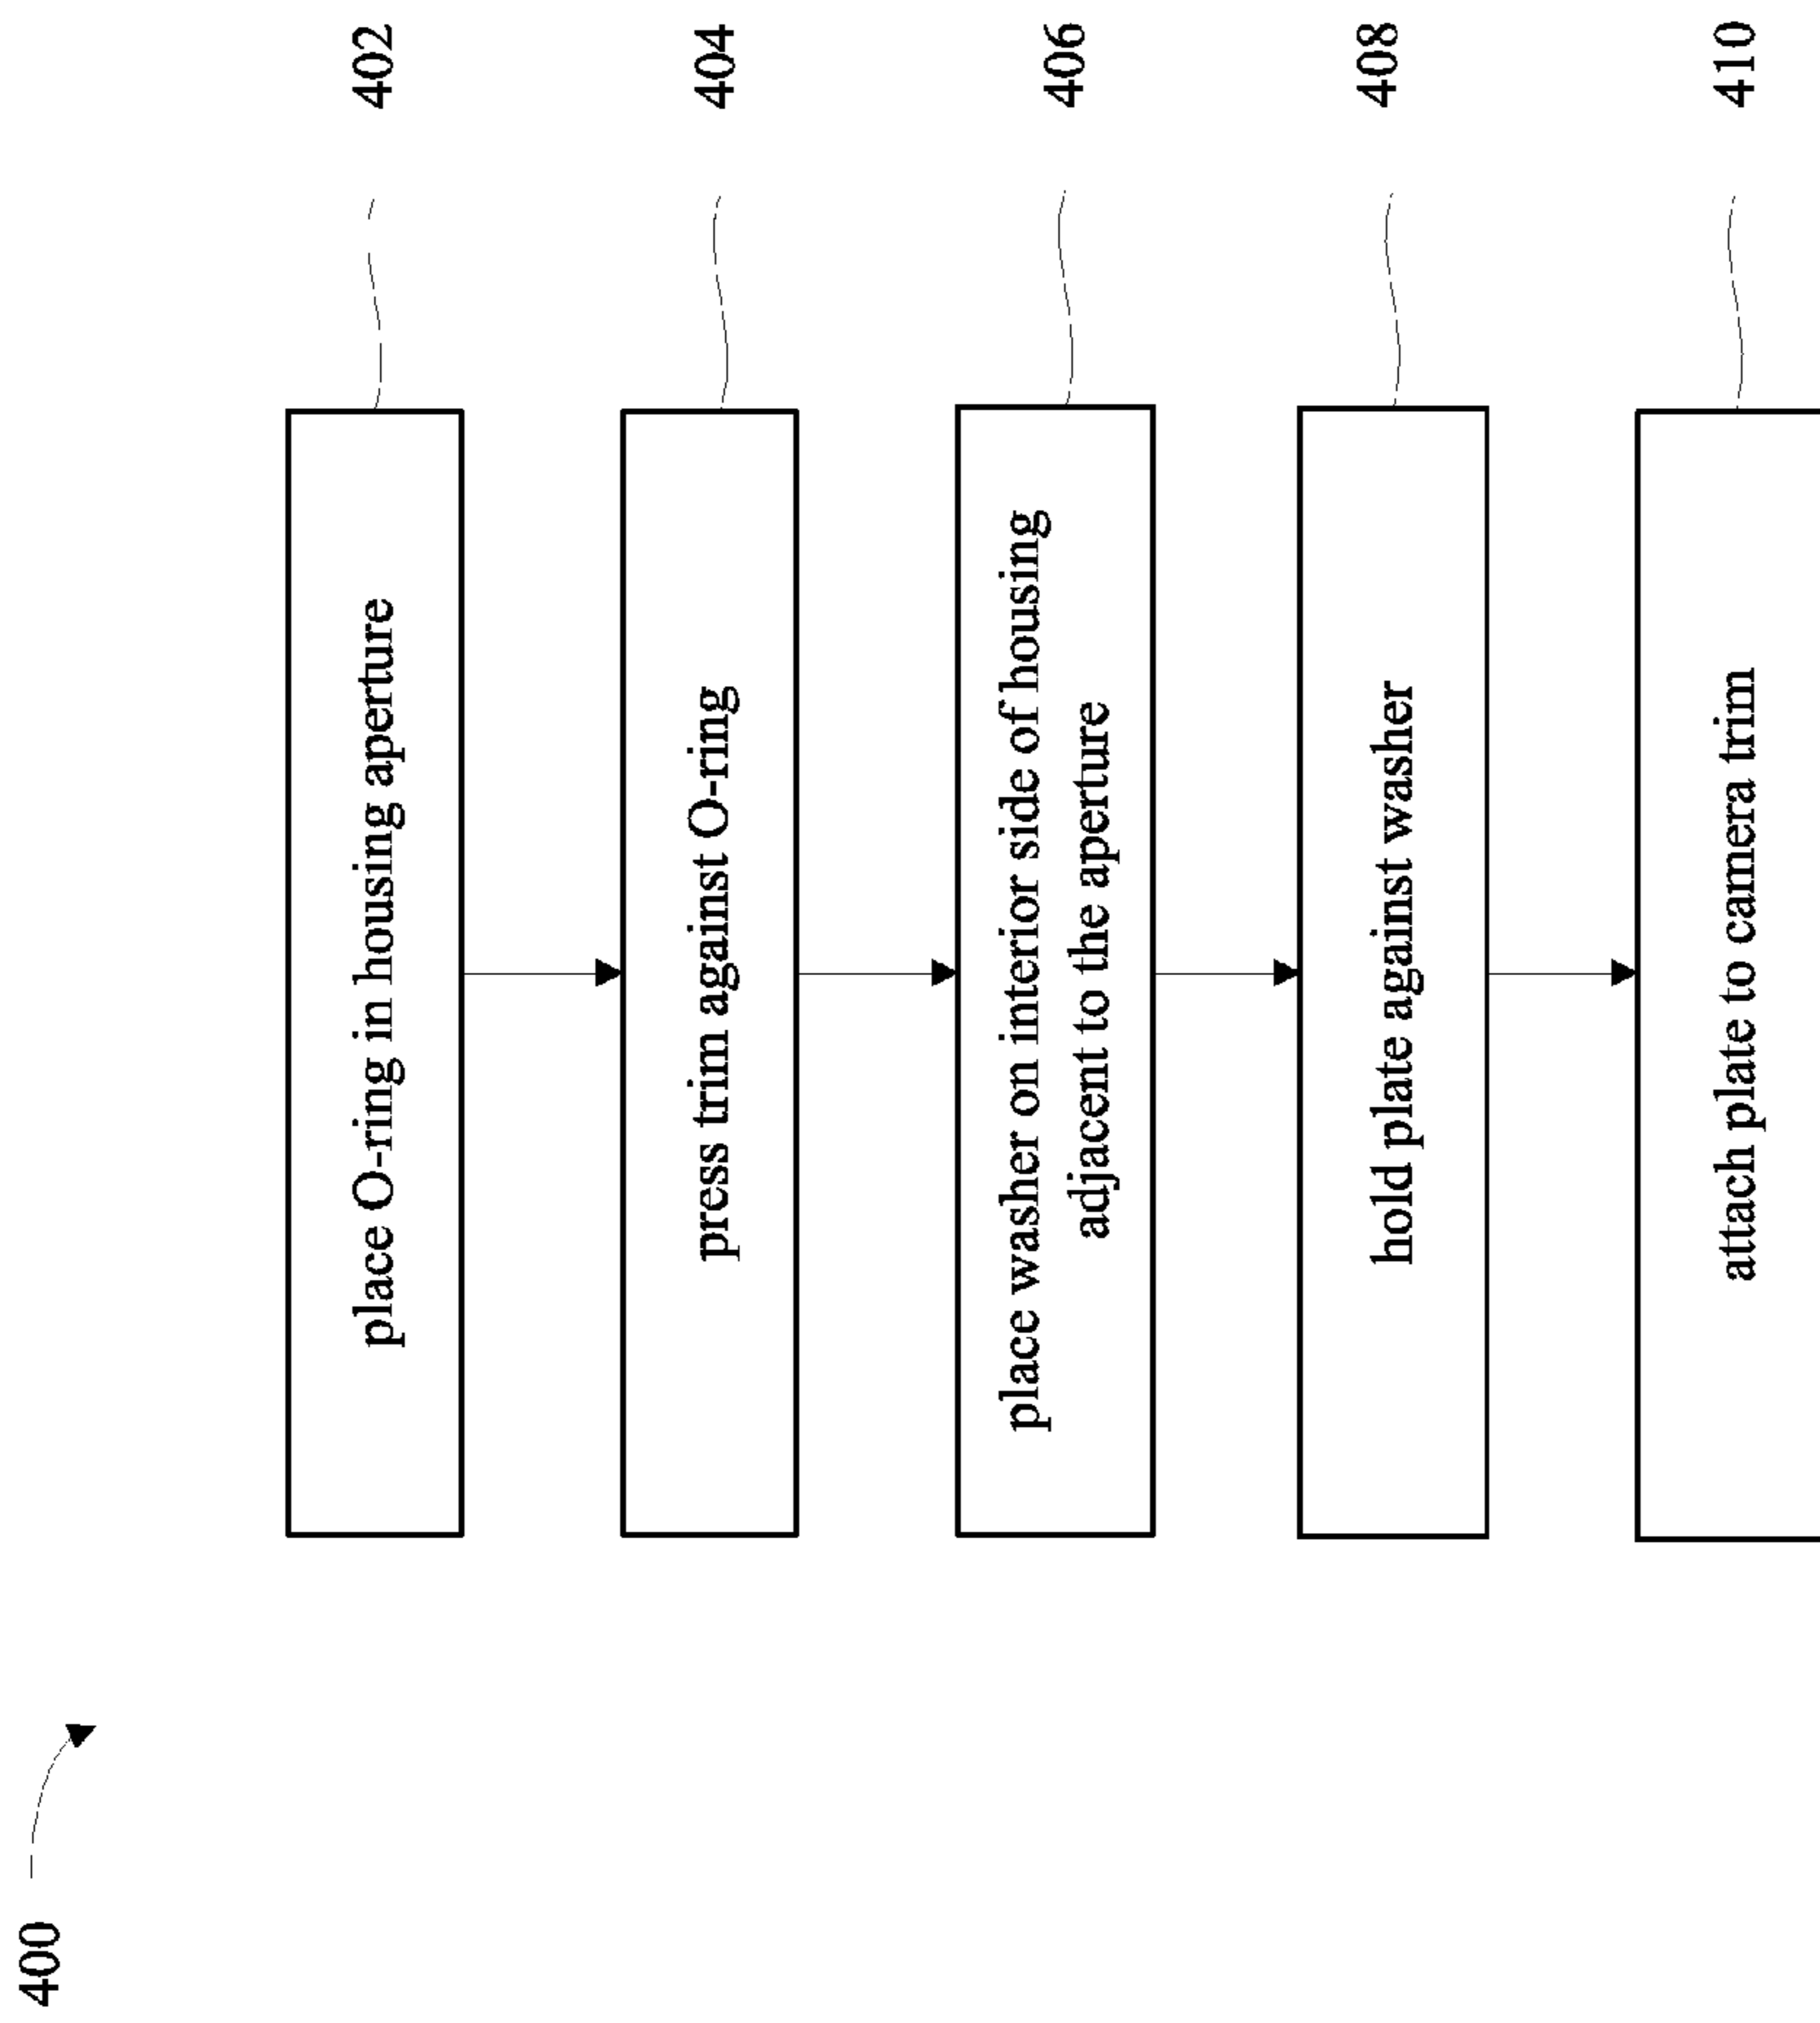 400
place O-ring in housing aperture
402
press trim against O-ring
404
place washer on interior side of housing
adjacent to the aperture
406
hold plate against washer
408
attach plate to camera trim
410